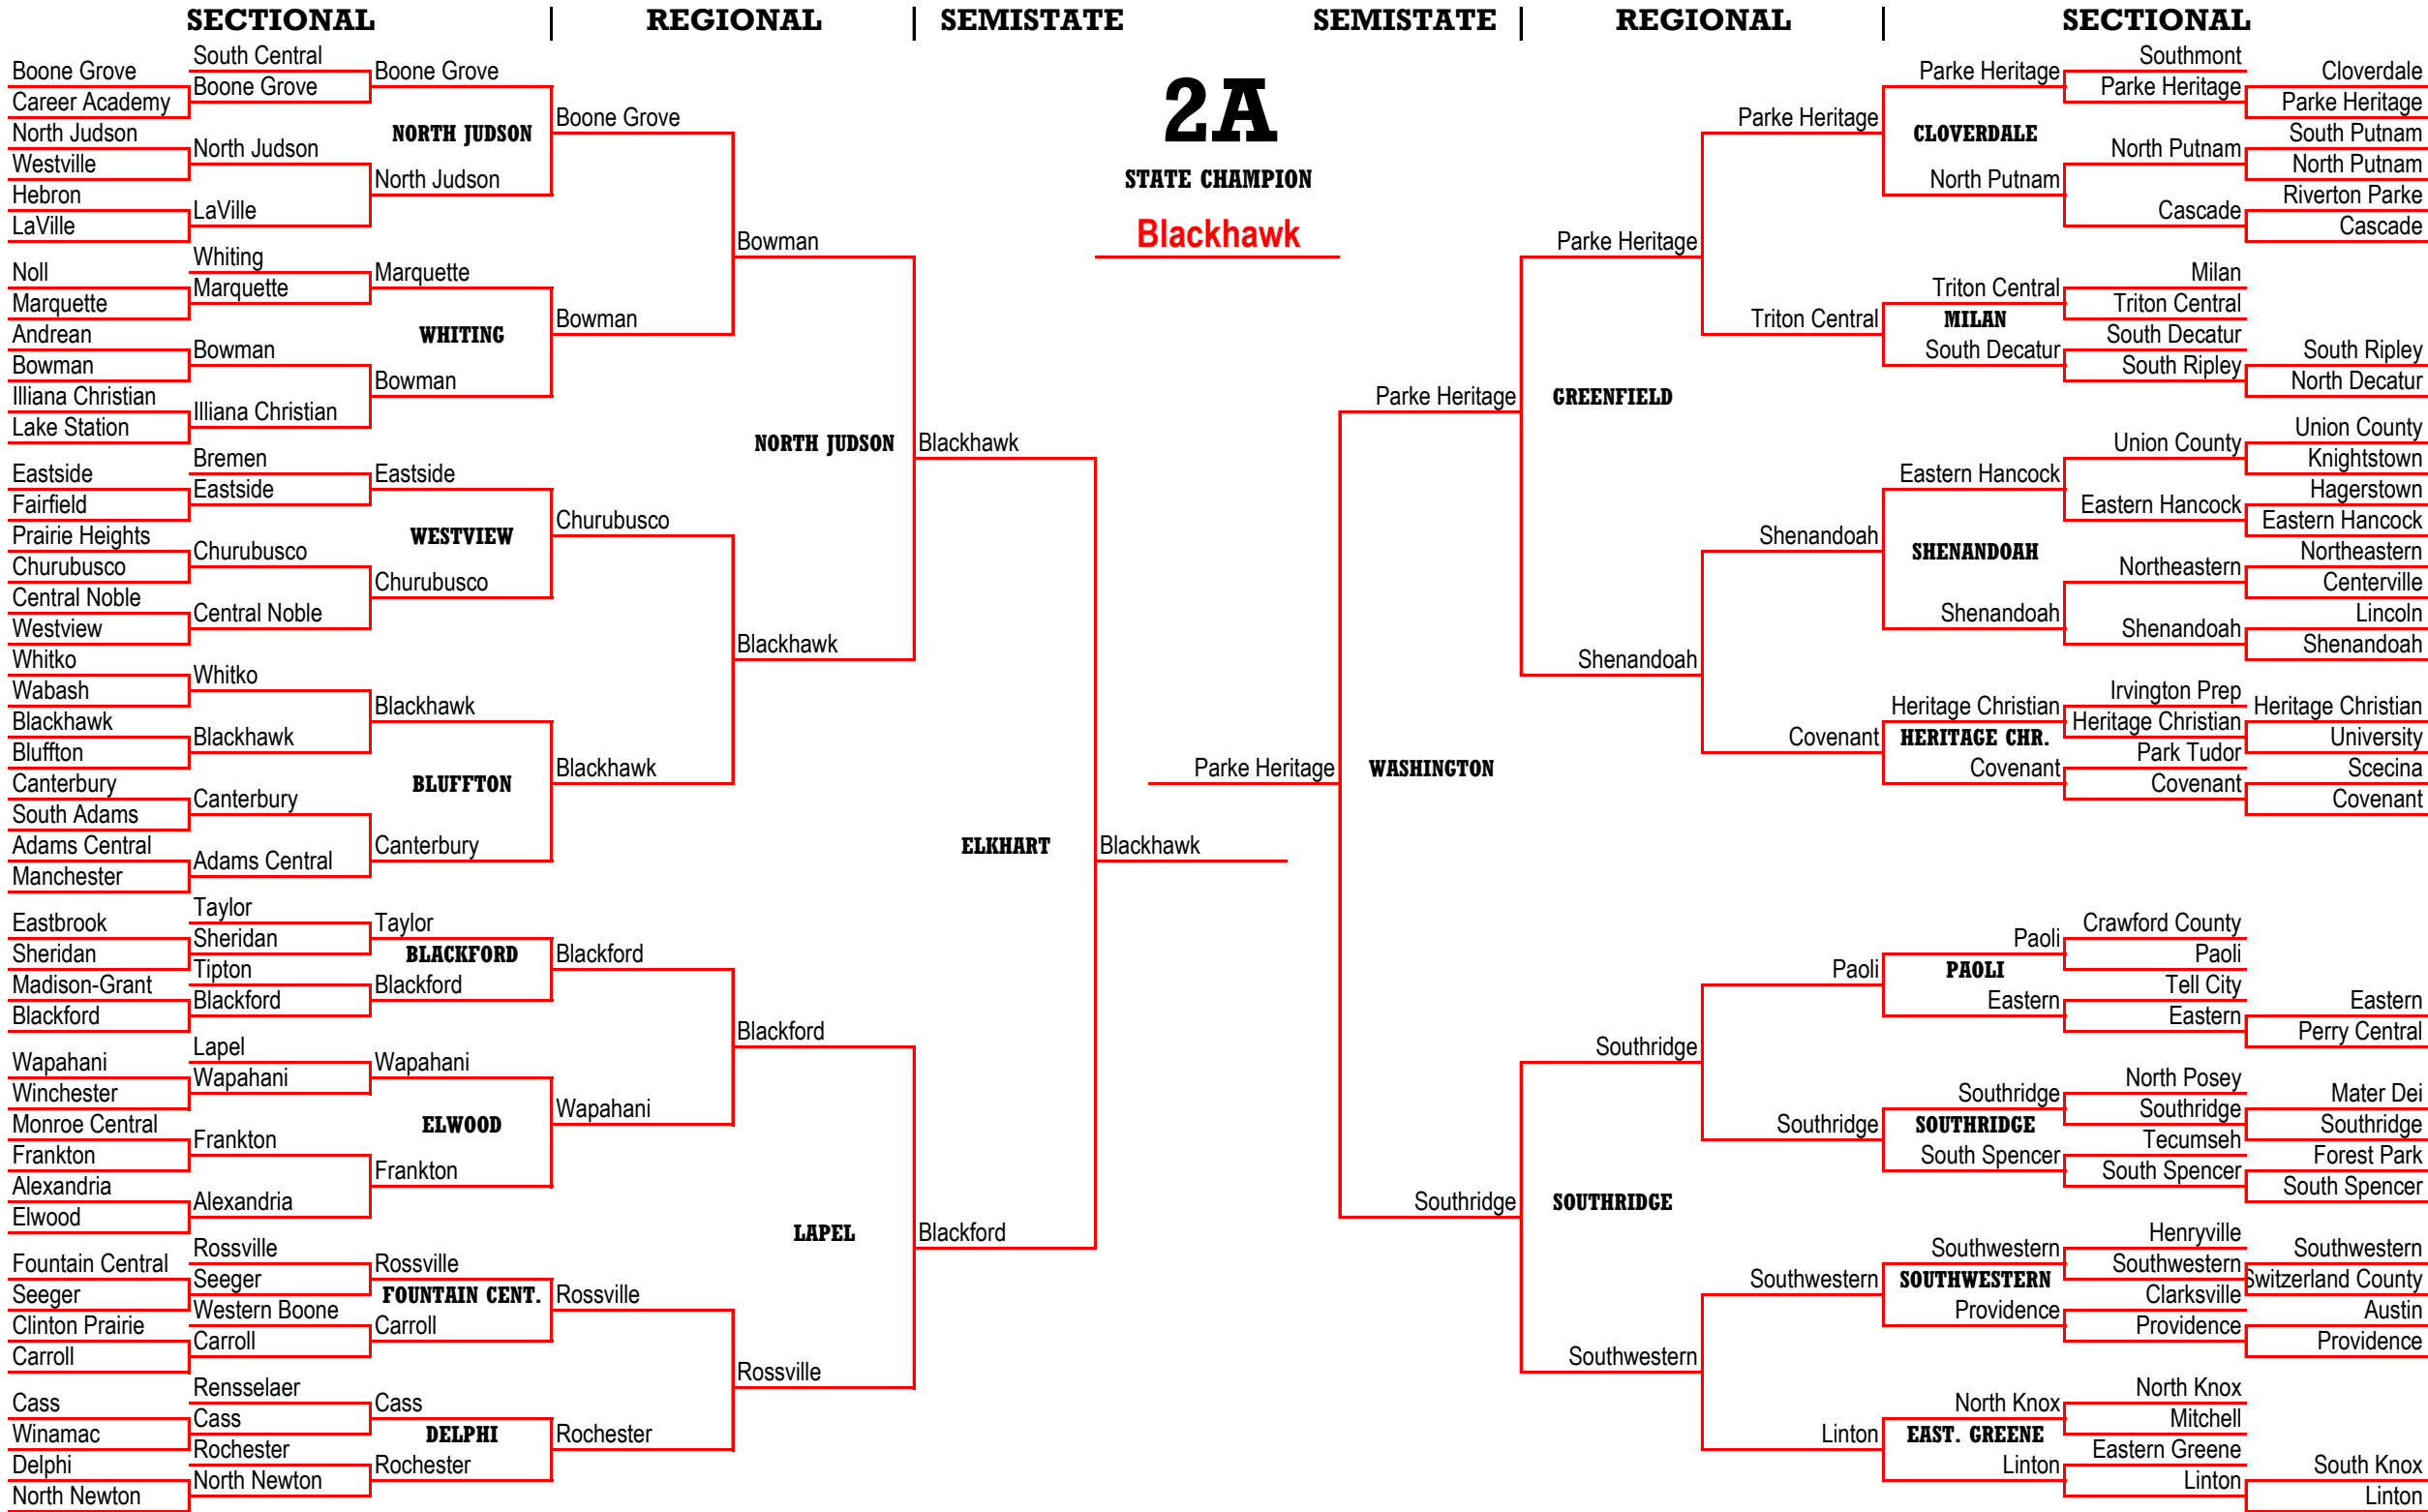 SECTIONAL
REGIONAL
SEMISTATE
SEMISTATE
REGIONAL
SECTIONAL
2A
STATE CHAMPION
Blackhawk
Boone Grove
Career Academy
North Judson
Westville
Hebron
LaVille
Noll
Marquette
Andrean
Bowman
Illiana Christian
Lake Station
Eastside
Fairfield
Prairie Heights
Churubusco
Central Noble
Westview
Whitko
Wabash
Blackhawk
Bluffton
Canterbury
South Adams
Adams Central
Manchester
Eastbrook
Sheridan
Madison-Grant
Blackford
Wapahani
Winchester
Monroe Central
Frankton
Alexandria
Elwood
Fountain Central
Seeger
Clinton Prairie
Carroll
Cass
Winamac
Delphi
North Newton
South Central
Boone Grove
North Judson
LaVille
Whiting
Marquette
Bowman
Illiana Christian
Bremen
Eastside
Churubusco
Central Noble
Whitko
Blackhawk
Canterbury
Adams Central
Taylor
Sheridan
Tipton
Blackford
Lapel
Wapahani
Frankton
Alexandria
Rossville
Seeger
Western Boone
Carroll
Rensselaer
Cass
Rochester
North Newton
Boone Grove
NORTH JUDSON
North Judson
Marquette
WHITING
Bowman
Eastside
WESTVIEW
Churubusco
Blackhawk
BLUFFTON
Canterbury
Taylor
BLACKFORD
Blackford
Wapahani
ELWOOD
Frankton
Rossville
FOUNTAIN CENT.
Carroll
Cass
DELPHI
Rochester
Boone Grove
Bowman
Churubusco
Blackhawk
Blackford
Wapahani
Rossville
Rochester
Bowman
NORTH JUDSON
Blackhawk
Blackford
LAPEL
Rossville
Blackhawk
ELKHART
Blackford
Blackhawk
Parke Heritage
Parke Heritage
WASHINGTON
Southridge
Parke Heritage
GREENFIELD
Shenandoah
Southridge
SOUTHRIDGE
Southwestern
Parke Heritage
Triton Central
Shenandoah
Covenant
Paoli
Southridge
Southwestern
Linton
Parke Heritage
CLOVERDALE
North Putnam
Triton Central
MILAN
South Decatur
Eastern Hancock
SHENANDOAH
Shenandoah
Heritage Christian
HERITAGE CHR.
Covenant
Paoli
PAOLI
Eastern
Southridge
SOUTHRIDGE
South Spencer
Southwestern
SOUTHWESTERN
Providence
North Knox
EAST. GREENE
Linton
Southmont
Parke Heritage
North Putnam
Cascade
Milan
Triton Central
South Decatur
South Ripley
Union County
Eastern Hancock
Northeastern
Shenandoah
Irvington Prep
Heritage Christian
Park Tudor
Covenant
Crawford County
Paoli
Tell City
Eastern
North Posey
Southridge
Tecumseh
South Spencer
Henryville
Southwestern
Clarksville
Providence
North Knox
Mitchell
Eastern Greene
Linton
Cloverdale
Parke Heritage
South Putnam
North Putnam
Riverton Parke
Cascade
South Ripley
North Decatur
Union County
Knightstown
Hagerstown
Eastern Hancock
Northeastern
Centerville
Lincoln
Shenandoah
Heritage Christian
University
Scecina
Covenant
Eastern
Perry Central
Mater Dei
Southridge
Forest Park
South Spencer
Southwestern
Switzerland County
Austin
Providence
South Knox
Linton